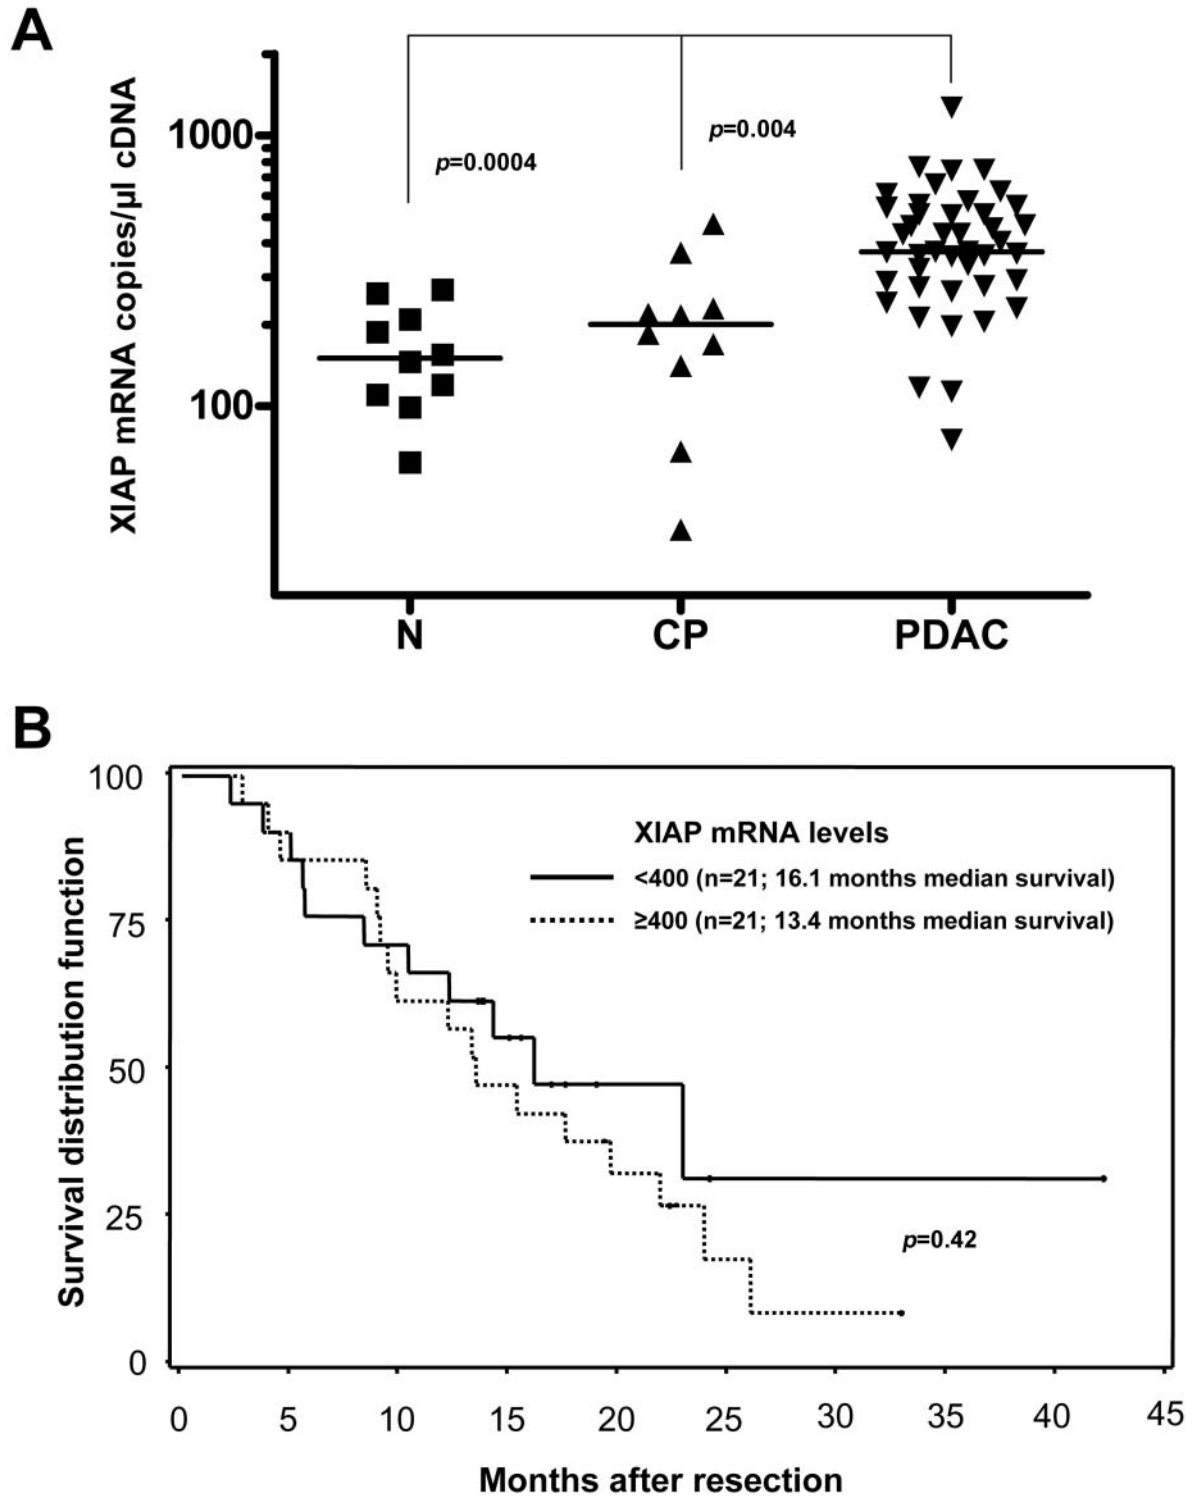 A
XIAP mRNA copies/µl cDNA
1000
100
p=0.0004
p=0.004
N CP PDAC
B
Survival distribution function
100
75
50
25
0
XIAP mRNA levels
<400 (n=21; 16.1 months median survival)
≥400 (n=21; 13.4 months median survival)
p=0.42
0 5 10 15 20 25 30 35 40 45
Months after resection